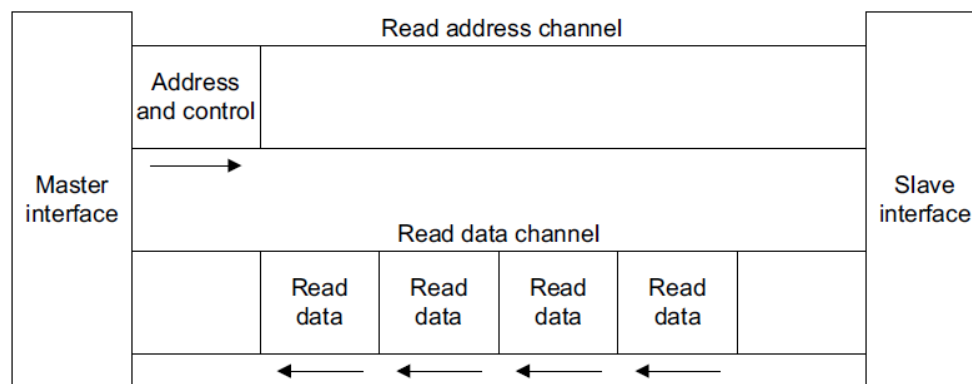 Read address channel
Address
and control
Master
interface
Slave
interface
Read data channel
Read
data
Read
data
Read
data
Read
data